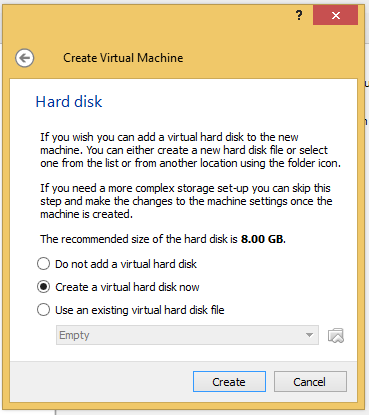 ?
Create Virtual Machine
Hard disk
If you wish you can add a virtual hard disk to the new
machine. You can either create a new hard disk file or select
one from the list or from another location using the folder icon.
If you need a more complex storage set-up you can skip this
step and make the changes to the machine settings once the
machine is created.
The recommended size of the hard disk is 8.00 GB.
Do not add a virtual hard disk
Create a virtual hard disk now
Use an existing virtual hard disk file
Empty
Create Cancel